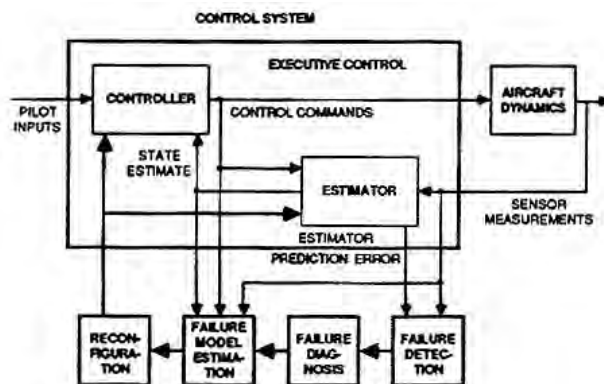 CONTROL SYSTEM
EXECUTIVE CONTROL
CONTROLLER
AIRCRAFT
DYNAMICS
PILOT
INPUTS
CONTROL COMMANDS
STATE
ESTIMATE
ESTIMATOR
SENSOR
MEASUREMENTS
ESTIMATOR
PREDICTION ERROR
RECON-
FIGURA-
TION
FAILURE
MODEL
ESTIMA-
TION
FAILURE
DIAG-
NOSIS
FAILURE
DETEC-
TION